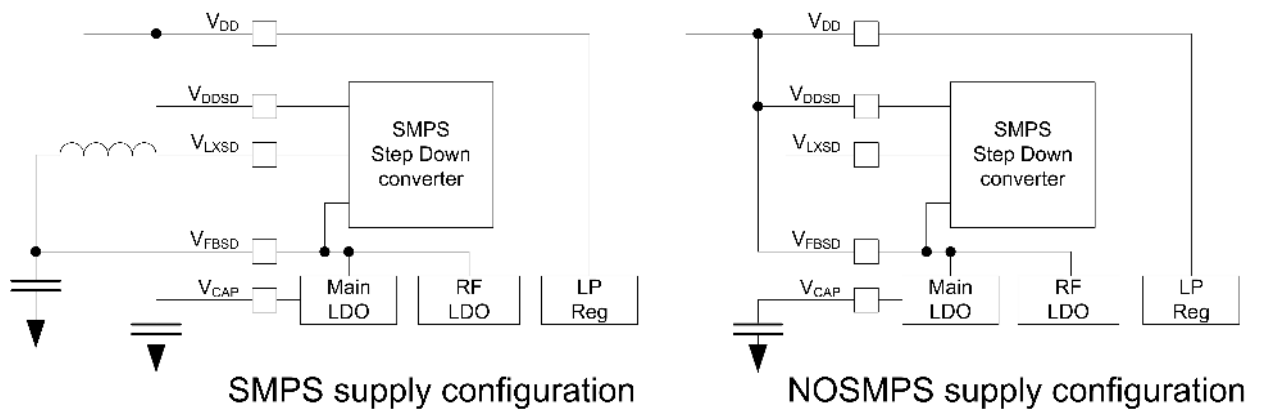 VDD
VDDSD
VLXSD
SMPS
Step Down
converter
VFBSD
VCAP
Main
LDO
RF
LDO
LP
Reg
SMPS supply configuration
VDD
VDDSD
VLXSD
SMPS
Step Down
converter
VFBSD
VCAP
Main
LDO
RF
LDO
LP
Reg
NOSMPS supply configuration